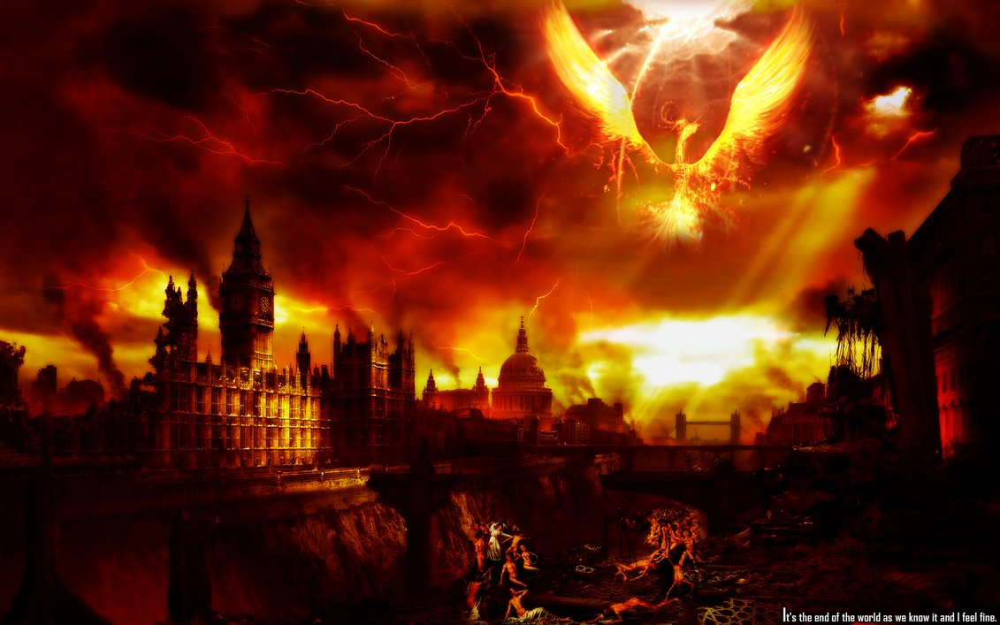 It's the end of the world as we know it and I feel fine.